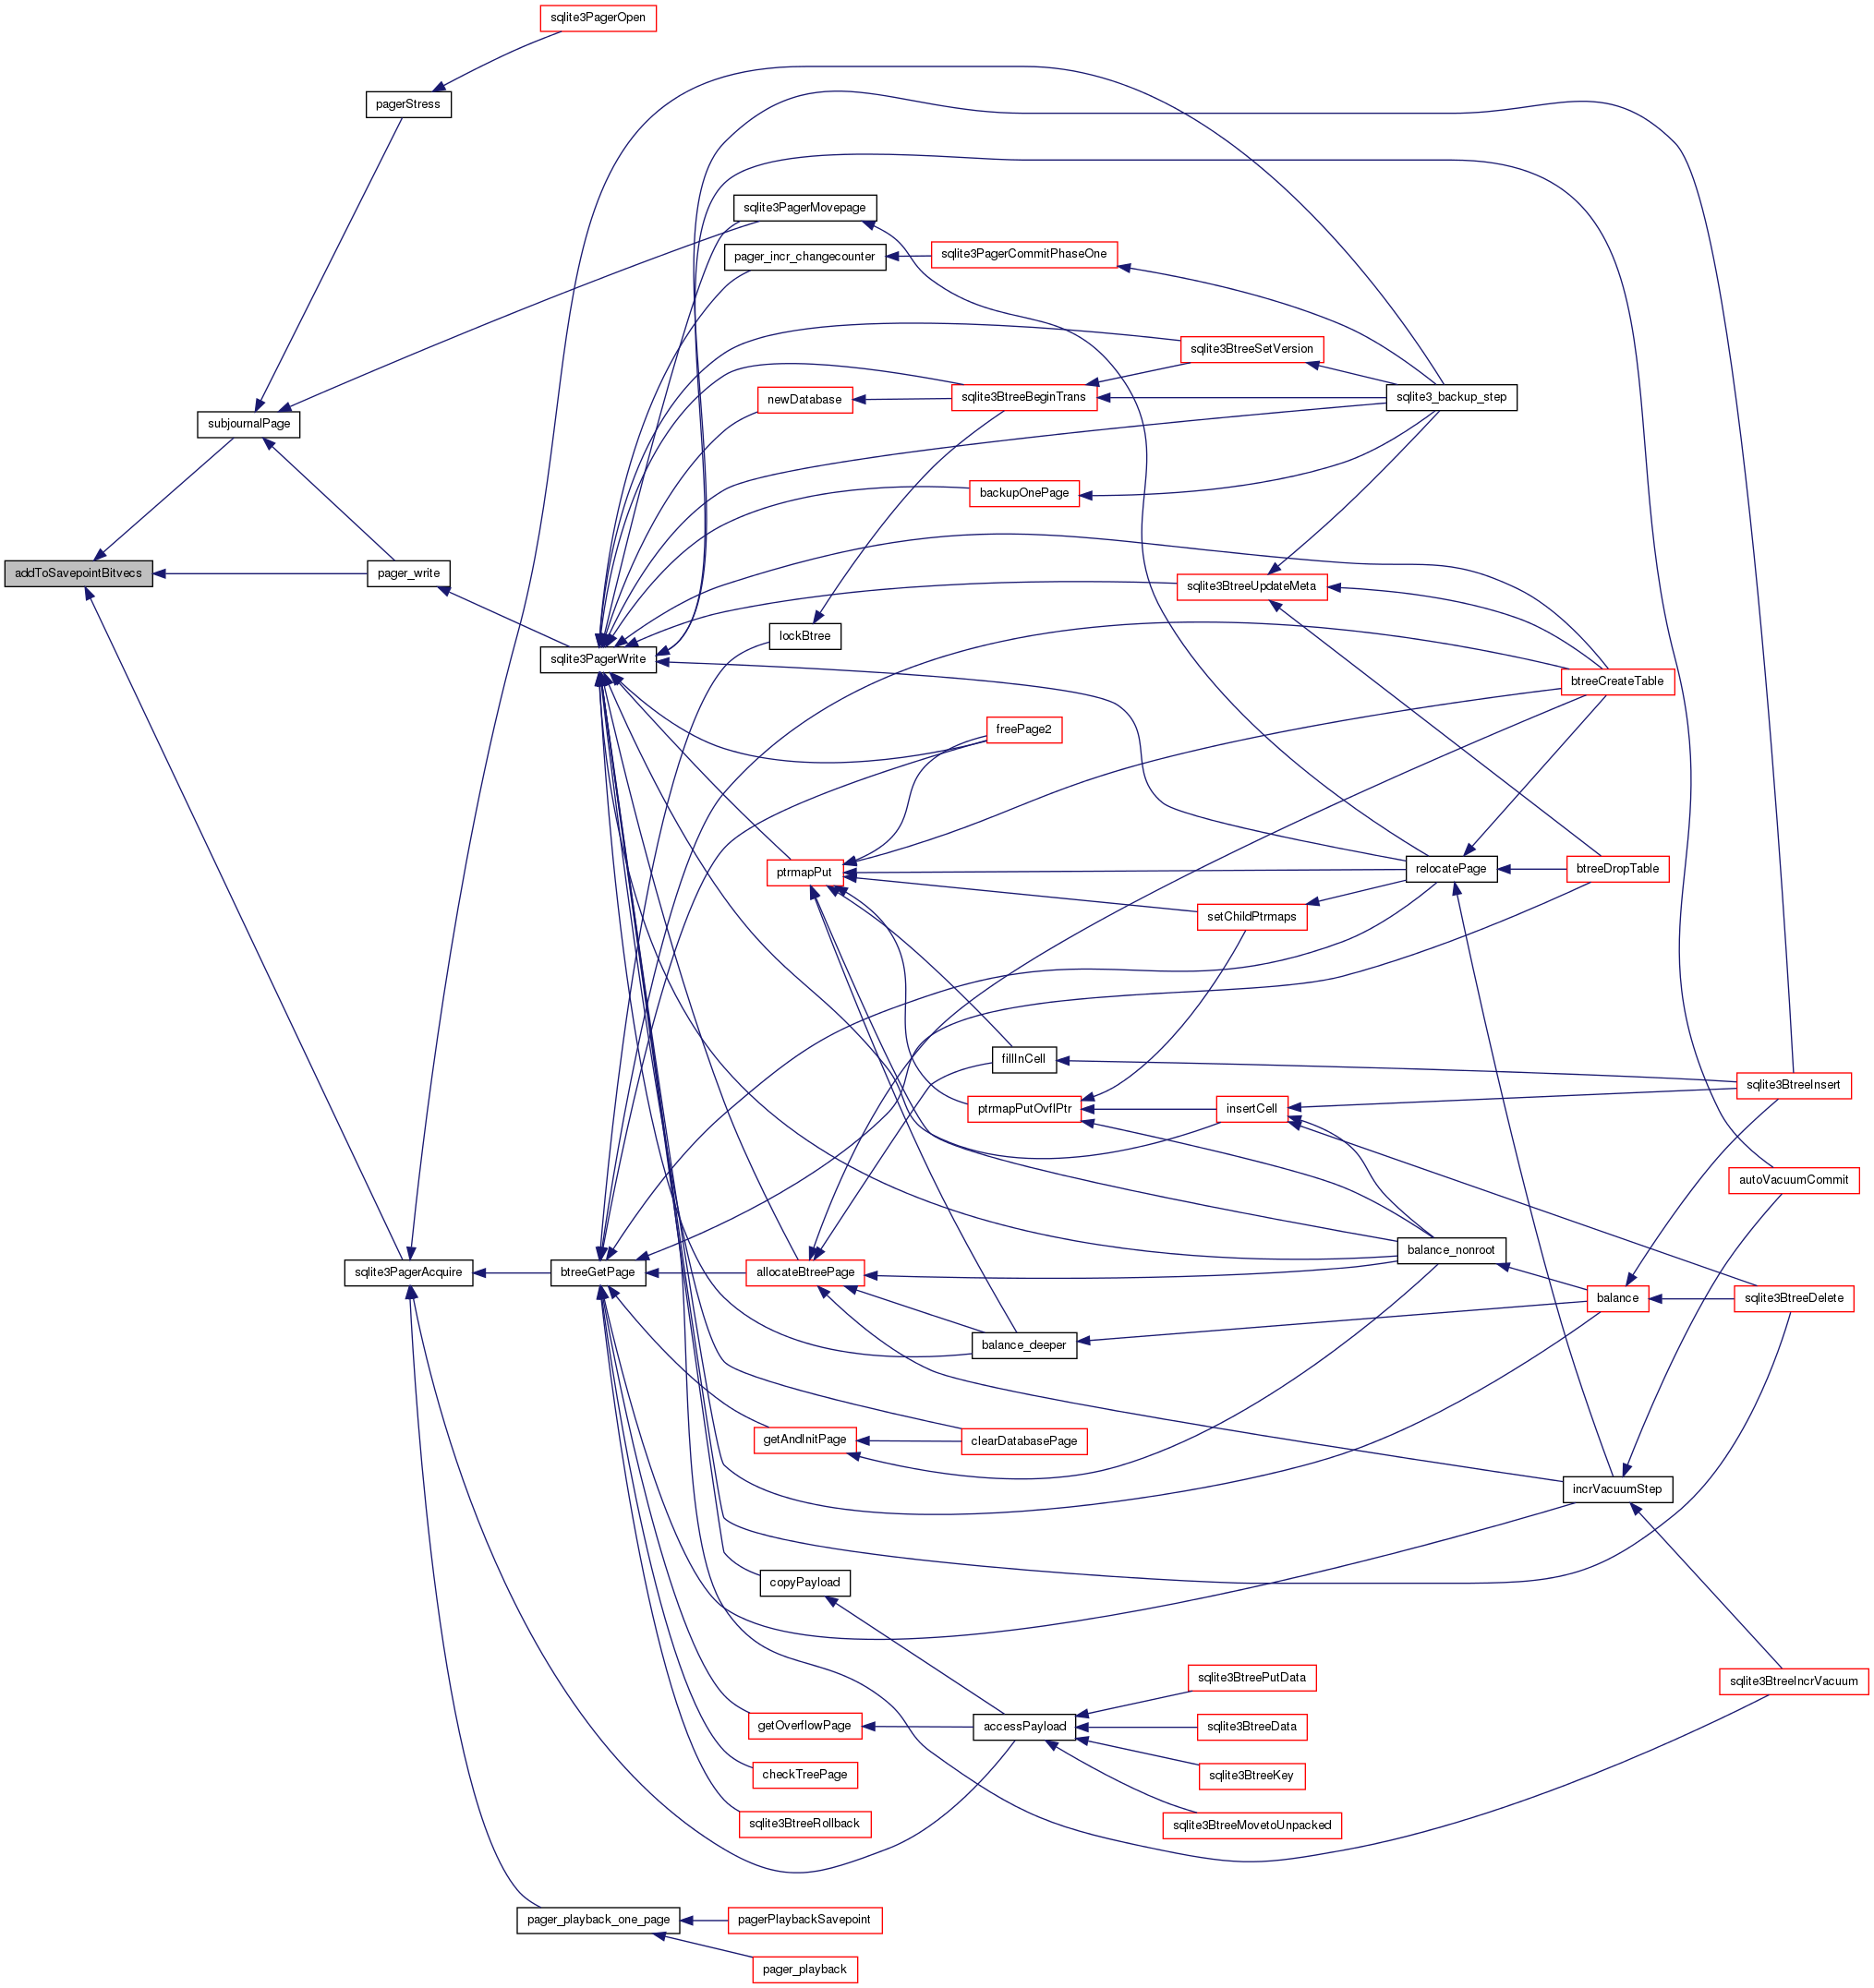 sqlite3PagerOpen
pagerStress
sqlite3PagerMovepage
pager_incr_changecounter
sqlite3PagerCommitPhaseOne
sqlite3BtreeSetVersion
newDatabase
sqlite3BtreeBeginTrans
sqlite3_backup_step
subjournalPage
backupOnePage
addToSavepointBitvecs
pager_write
sqlite3BtreeUpdateMeta
lockBtree
sqlite3PagerWrite
btreeCreateTable
freePage2
ptrmapPut
relocatePage
btreeDropTable
setChildPtrmaps
fillInCell
sqlite3BtreeInsert
ptrmapPutOvflPtr
insertCell
autoVacuumCommit
balance_nonroot
sqlite3PagerAcquire
btreeGetPage
allocateBtreePage
balance
sqlite3BtreeDelete
balance_deeper
getAndInitPage
clearDatabasePage
incrVacuumStep
copyPayload
sqlite3BtreePutData
sqlite3BtreeIncrVacuum
getOverflowPage
accessPayload
sqlite3BtreeData
checkTreePage
sqlite3BtreeKey
sqlite3BtreeRollback
sqlite3BtreeMovetoUnpacked
pager_playback_one_page
pagerPlaybackSavepoint
pager_playback